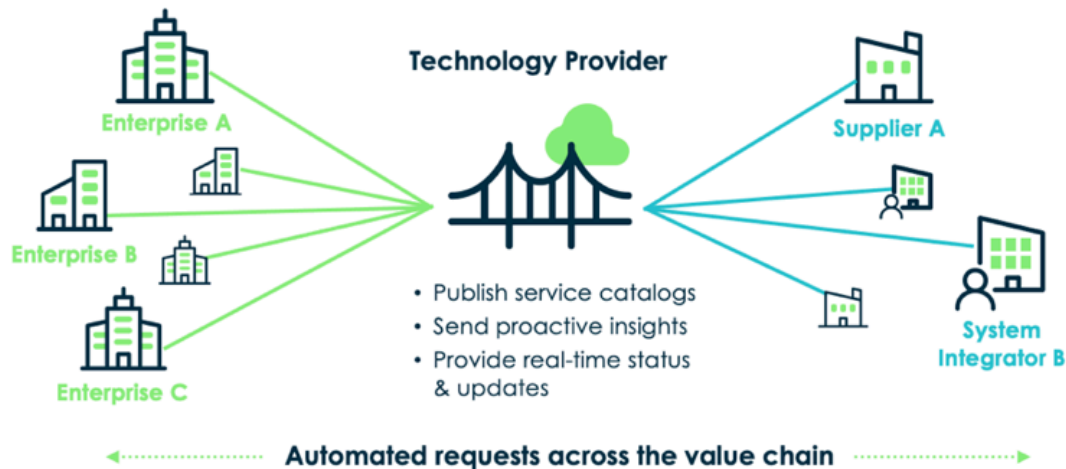 Technology Provider
Enterprise A
Supplier A
Enterprise B
• Publish service catalogs
• Send proactive insights
• Provide real-time status
& updates
System
Integrator B
Enterprise C
Automated requests across the value chain